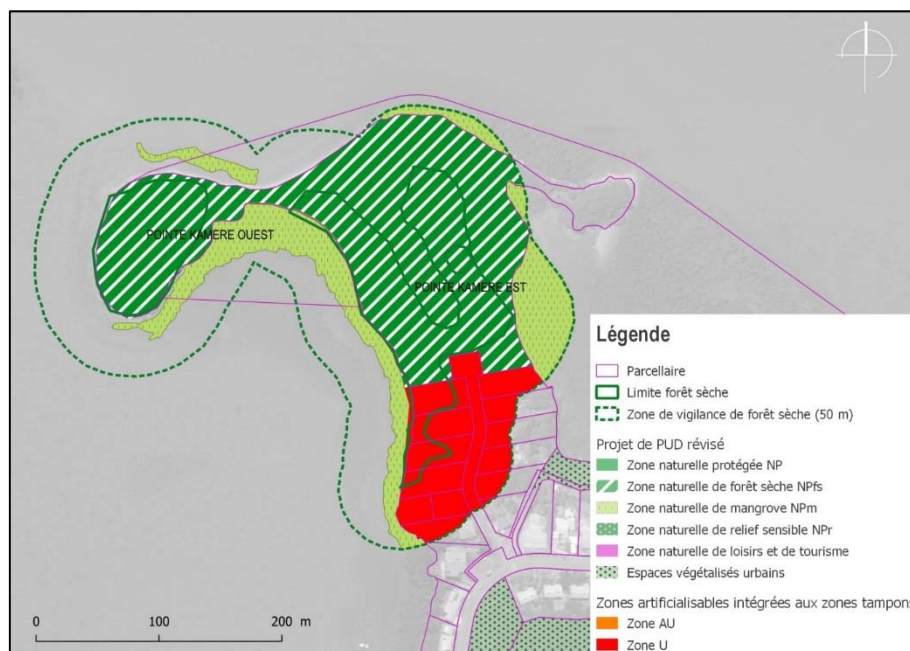 POINTE KAMERE OUEST
POINTE KAMERE EST
Légende
Parcellaire
Limite forêt sèche
Zone de vigilance de forêt sèche (50 m)
Projet de PUD révisé
Zone naturelle protégée NP
Zone naturelle de forêt sèche NPfs
Zone naturelle de mangrove NPm
Zone naturelle de relief sensible NPr
Zone naturelle de loisirs et de tourisme
Espaces végétalisés urbains
Zones artificialisables intégrées aux zones tampons
Zone AU
Zone U
0 100 200 m